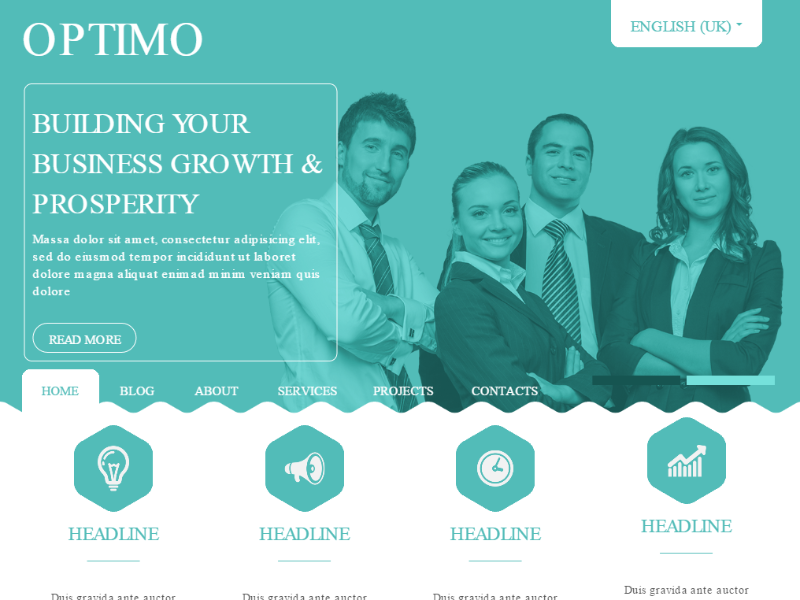 OPTIMO
ENGLISH (UK)
BUILDING YOUR
BUSINESS GROWTH &
PROSPERITY
Massa dolor sit amet, consectetur adipisicing elit,
sed do eiusmod tempor incididunt ut laboret
dolore magna aliquat enimad minim veniam quis
dolore
READ MORE
HOME BLOG ABOUT SERVICES PROJECTS CONTACTS
HEADLINE HEADLINE HEADLINE HEADLINE
Duis gravida ante auctor Duis gravida ante auctor Duis gravida ante auctor Duis gravida ante auctor